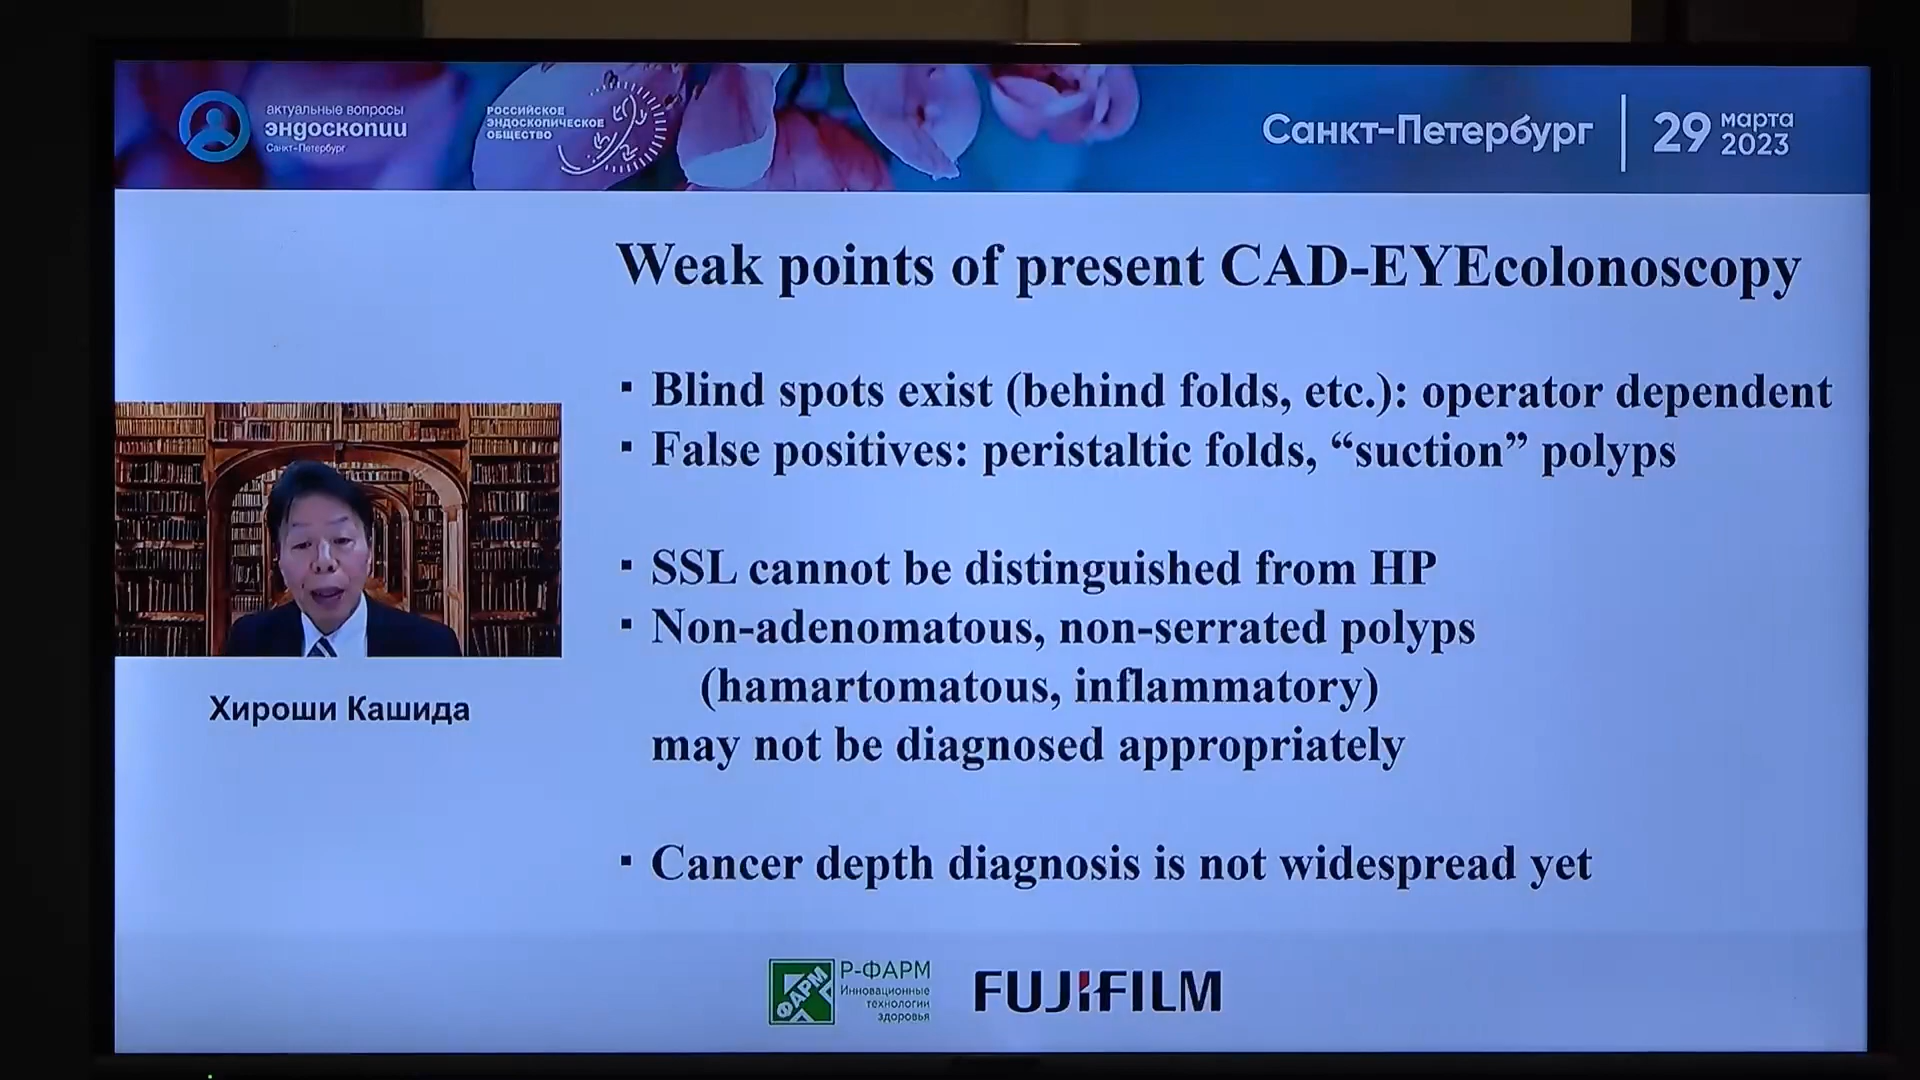 актуальные вопросы
эндоскопии
Санкт-Петербург
РОССИЙСКОЕ
ЭНДОСКОПИЧЕСКОЕ
ОБЩЕСТВО
Санкт-Петербург
29 марта
2023
Weak points of present CAD-EYEcolonoscopy
▪ Blind spots exist (behind folds, etc.): operator dependent
▪ False positives: peristaltic folds, “suction” polyps
▪ SSL cannot be distinguished from HP
▪ Non-adenomatous, non-serrated polyps
(hamartomatous, inflammatory)
may not be diagnosed appropriately
▪ Cancer depth diagnosis is not widespread yet
Хироши Кашида
ФАРМ
Р-ФАРМ
Инновационные
технологии
здоровья
FUJIFILM